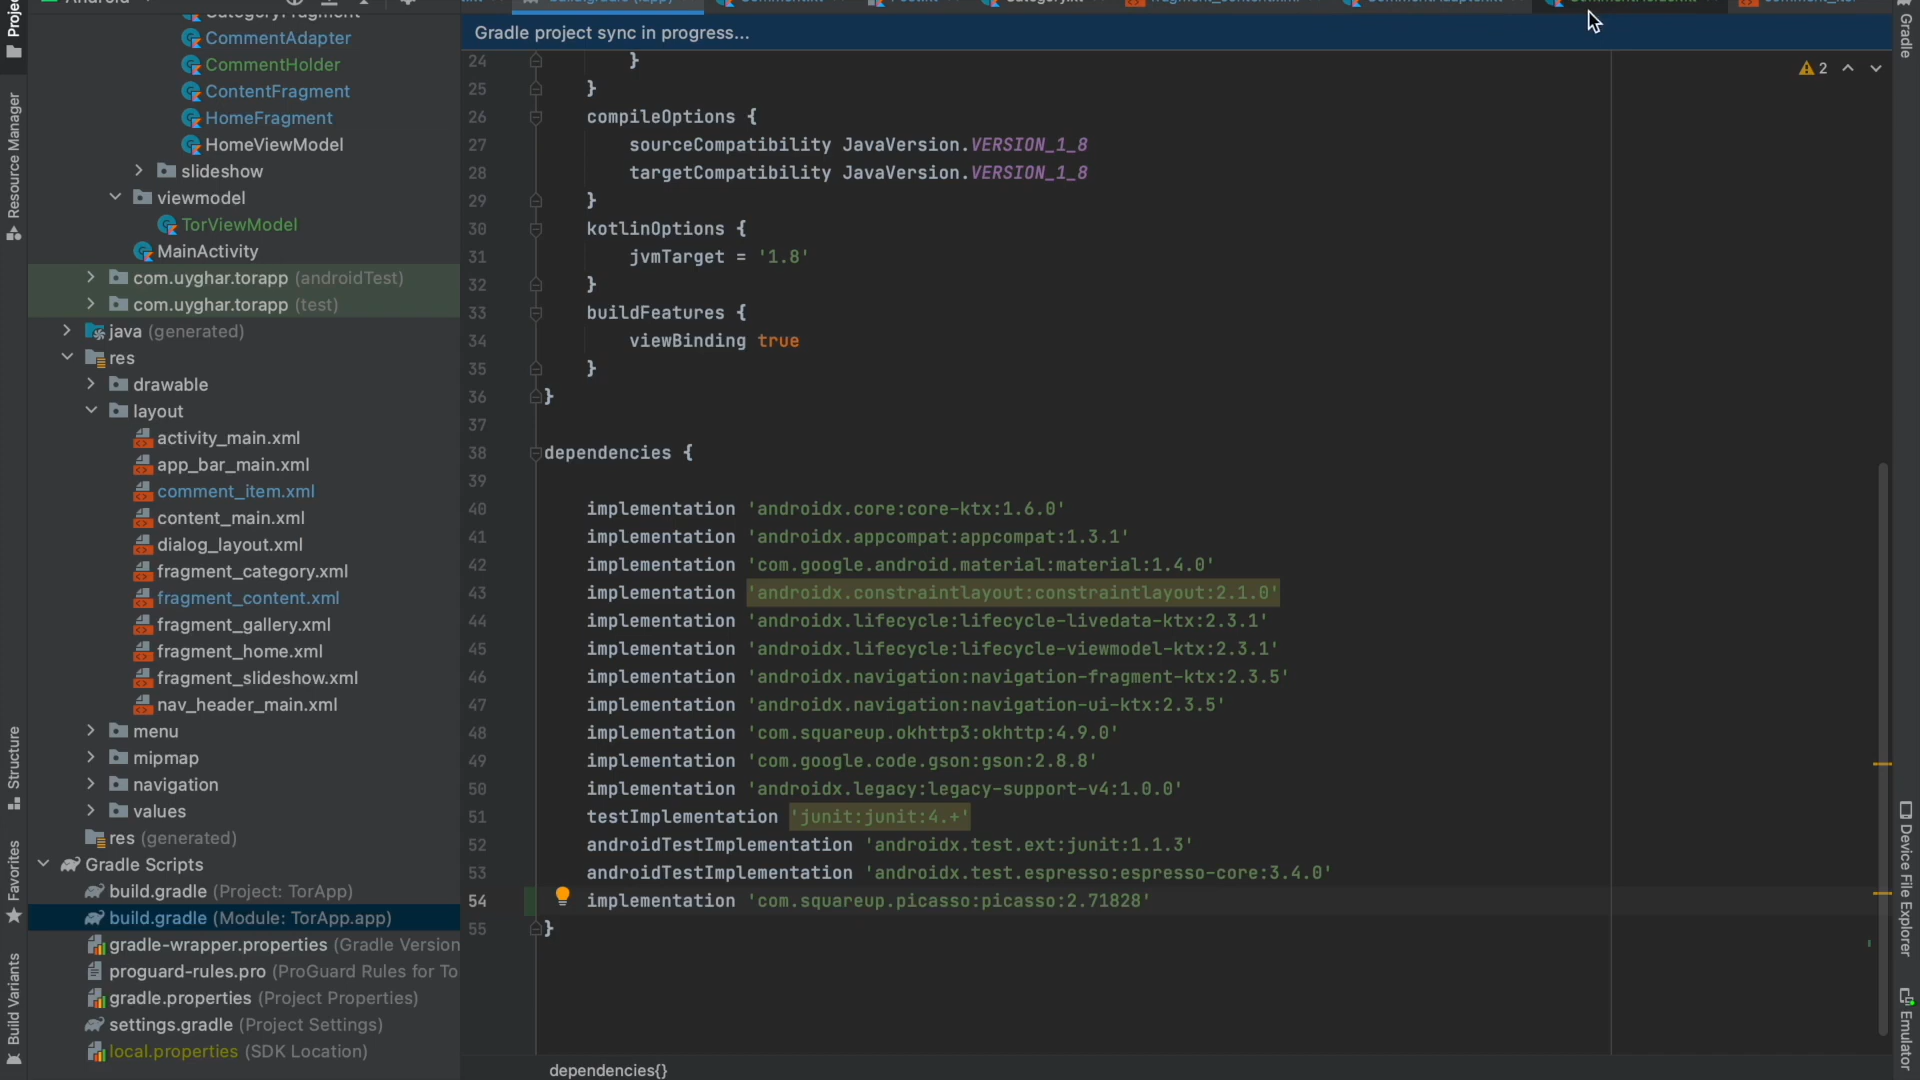 Android
build.gradle (app)
Category.kt
Gradle project sync in progress...
Project
Resource Manager
Structure
Favorites
Build Variants
CategoryFragment
CommentAdapter
CommentHolder
ContentFragment
HomeFragment
HomeViewModel
slideshow
viewmodel
TorViewModel
MainActivity
com.uyghar.torapp (androidTest)
com.uyghar.torapp (test)
java (generated)
res
drawable
layout
activity_main.xml
app_bar_main.xml
comment_item.xml
content_main.xml
dialog_layout.xml
fragment_category.xml
fragment_content.xml
fragment_gallery.xml
fragment_home.xml
fragment_slideshow.xml
nav_header_main.xml
menu
mipmap
navigation
values
res (generated)
Gradle Scripts
build.gradle (Project: TorApp)
build.gradle (Module: TorApp.app)
gradle-wrapper.properties (Gradle Version
proguard-rules.pro (ProGuard Rules for To
gradle.properties (Project Properties)
settings.gradle (Project Settings)
local.properties (SDK Location)
24 }
25 }
26 compileOptions {
27 sourceCompatibility JavaVersion.VERSION_1_8
28 targetCompatibility JavaVersion.VERSION_1_8
29 }
30 kotlinOptions {
31 jvmTarget = '1.8'
32 }
33 buildFeatures {
34 viewBinding true
35 }
36 }
37
38 dependencies {
39
40 implementation 'androidx.core:core-ktx:1.6.0'
41 implementation 'androidx.appcompat:appcompat:1.3.1'
42 implementation 'com.google.android.material:material:1.4.0'
43 implementation 'androidx.constraintlayout:constraintlayout:2.1.0'
44 implementation 'androidx.lifecycle:lifecycle-livedata-ktx:2.3.1'
45 implementation 'androidx.lifecycle:lifecycle-viewmodel-ktx:2.3.1'
46 implementation 'androidx.navigation:navigation-fragment-ktx:2.3.5'
47 implementation 'androidx.navigation:navigation-ui-ktx:2.3.5'
48 implementation 'com.squareup.okhttp3:okhttp:4.9.0'
49 implementation 'com.google.code.gson:gson:2.8.8'
50 implementation 'androidx.legacy:legacy-support-v4:1.0.0'
51 testImplementation 'junit:junit:4.+'
52 androidTestImplementation 'androidx.test.ext:junit:1.1.3'
53 androidTestImplementation 'androidx.test.espresso:espresso-core:3.4.0'
54 implementation 'com.squareup.picasso:picasso:2.71828'
55 }
dependencies{}
2
Gradle
Device File Explorer
Emulator